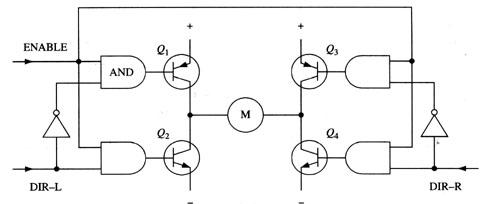 + +
ENABLE Q1 Q3
AND
M
Q2 Q4
DIR–L DIR–R
– –